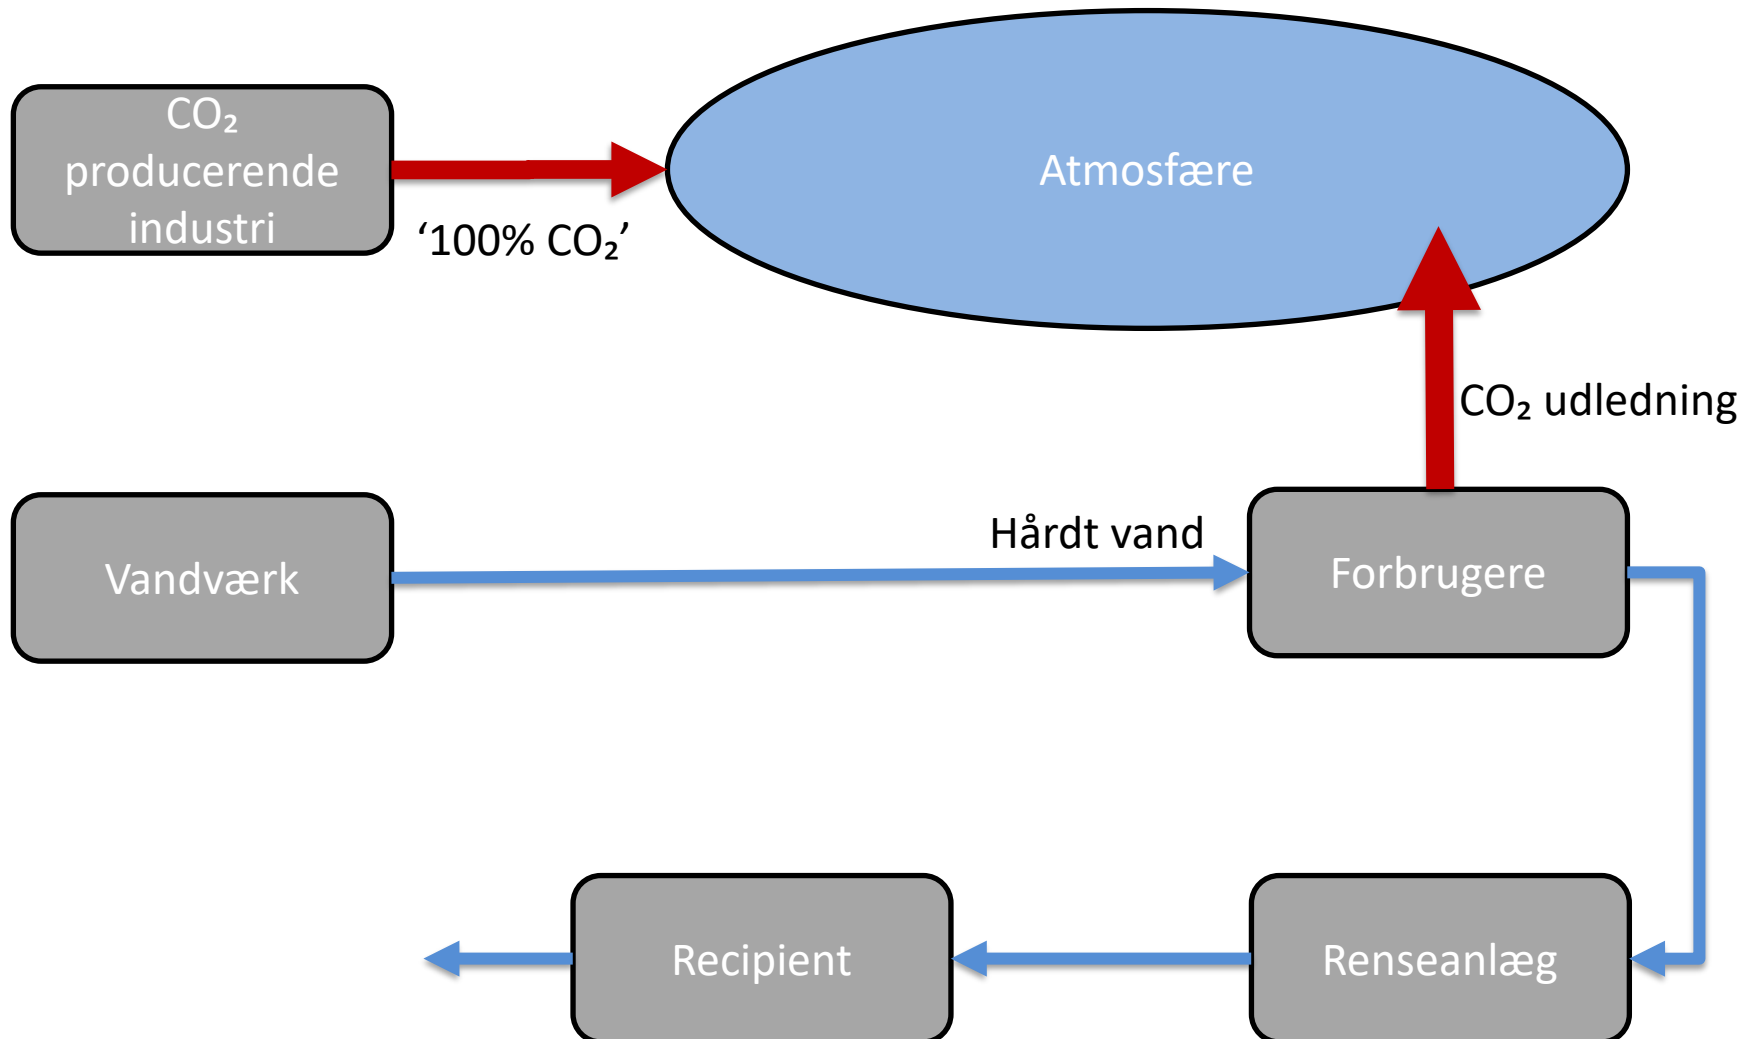 CO₂
producerende
industri
‘100% CO₂’
Atmosfære
CO₂ udledning
Vandværk
Hårdt vand
Forbrugere
Recipient
Renseanlæg